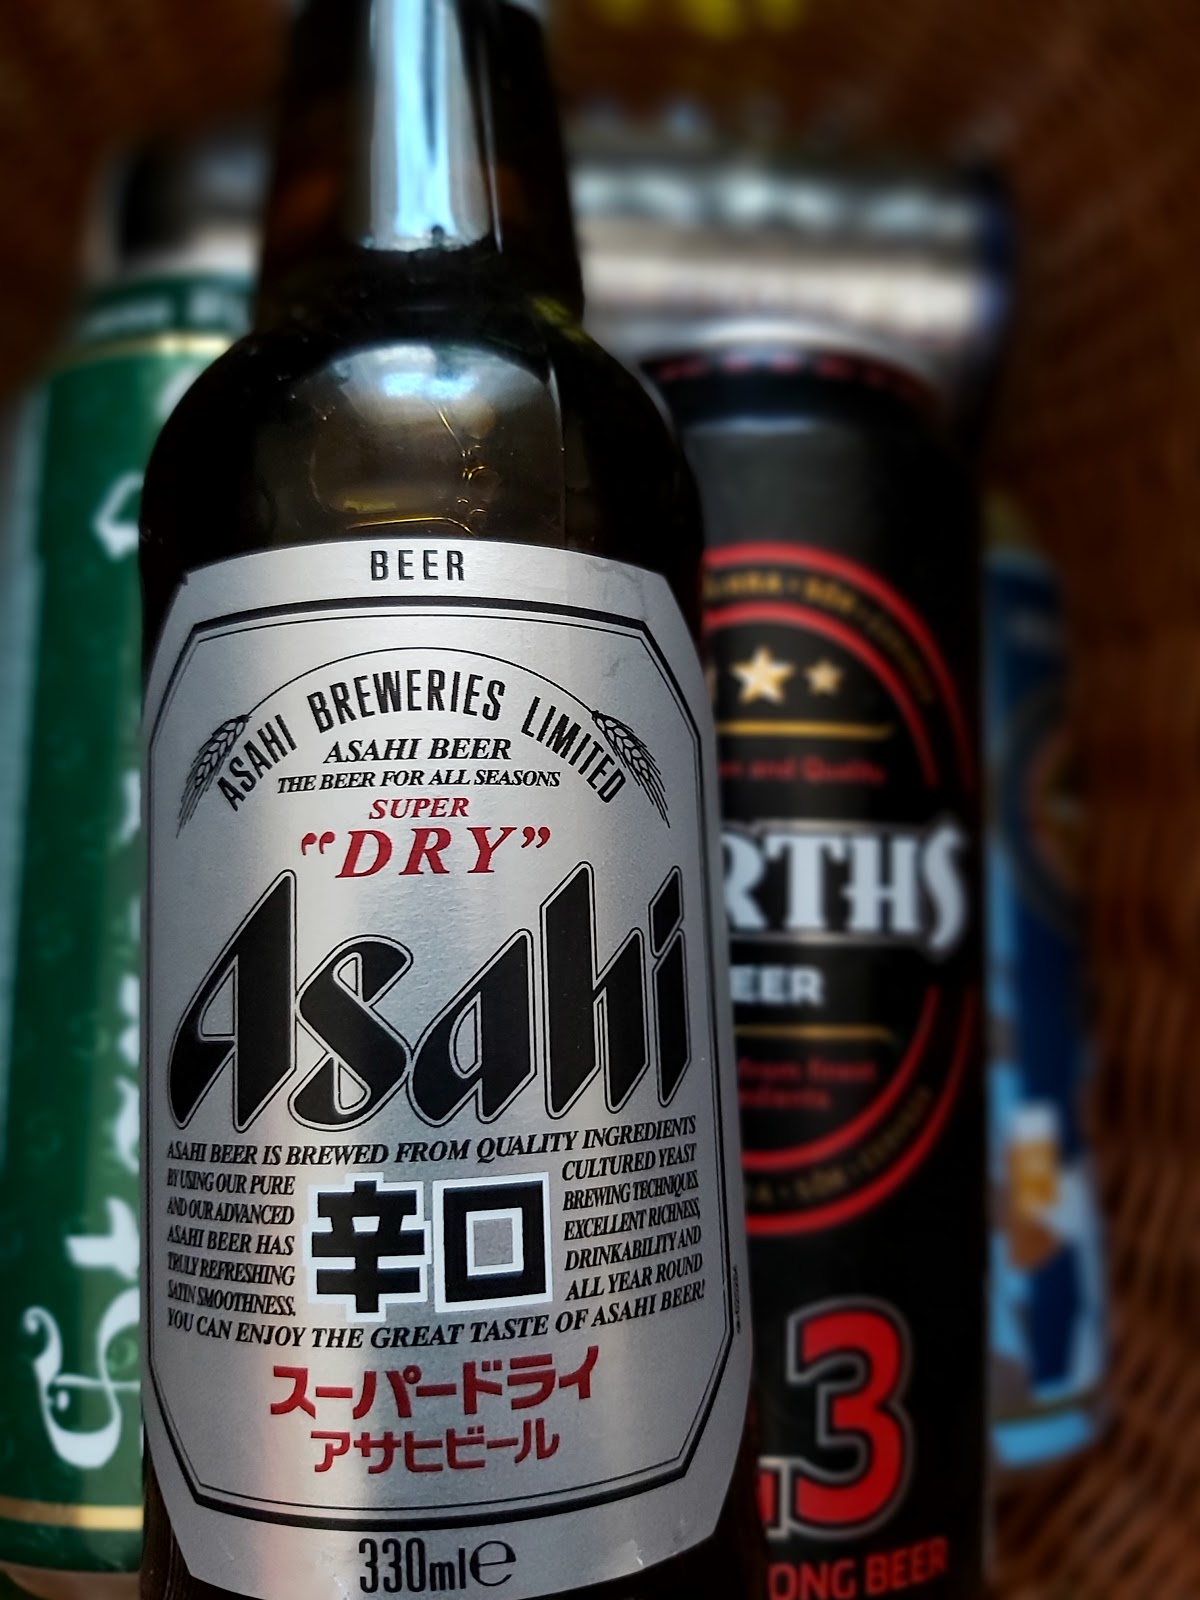 BEER
ASAHI BREWERIES LIMITED
ASAHI BEER
THE BEER FOR ALL SEASONS
SUPER
"DRY"
Asahi
ASAHI BEER IS BREWED FROM QUALITY INGREDIENTS
BY USING OUR PURE CULTURED YEAST
AND OUR ADVANCED BREWING TECHNIQUES.
ASAHI BEER HAS EXCELLENT RICHNESS,
TRULY REFRESHING DRINKABILITY AND
SATIN SMOOTHNESS. ALL YEAR ROUND
辛口
YOU CAN ENJOY THE GREAT TASTE OF ASAHI BEER!
スーパードライ
アサヒビール
330ml e
and Quality
RTHS
EER
from finest
3
ONG BEER